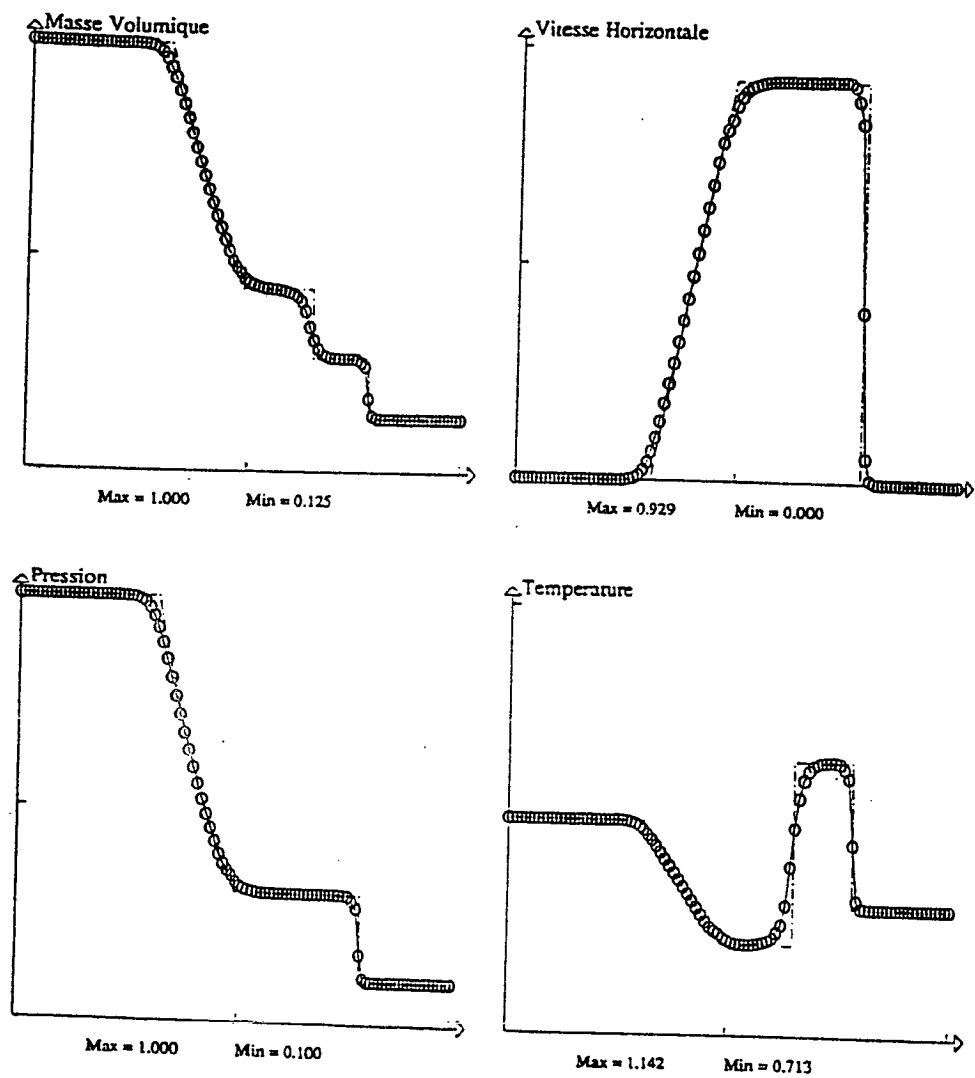 Masse Volumique
Vitesse Horizontale
Max = 1.000 Min = 0.125
Max = 0.929 Min = 0.000
Pression
Temperature
Max = 1.000 Min = 0.100
Max = 1.142 Min = 0.713